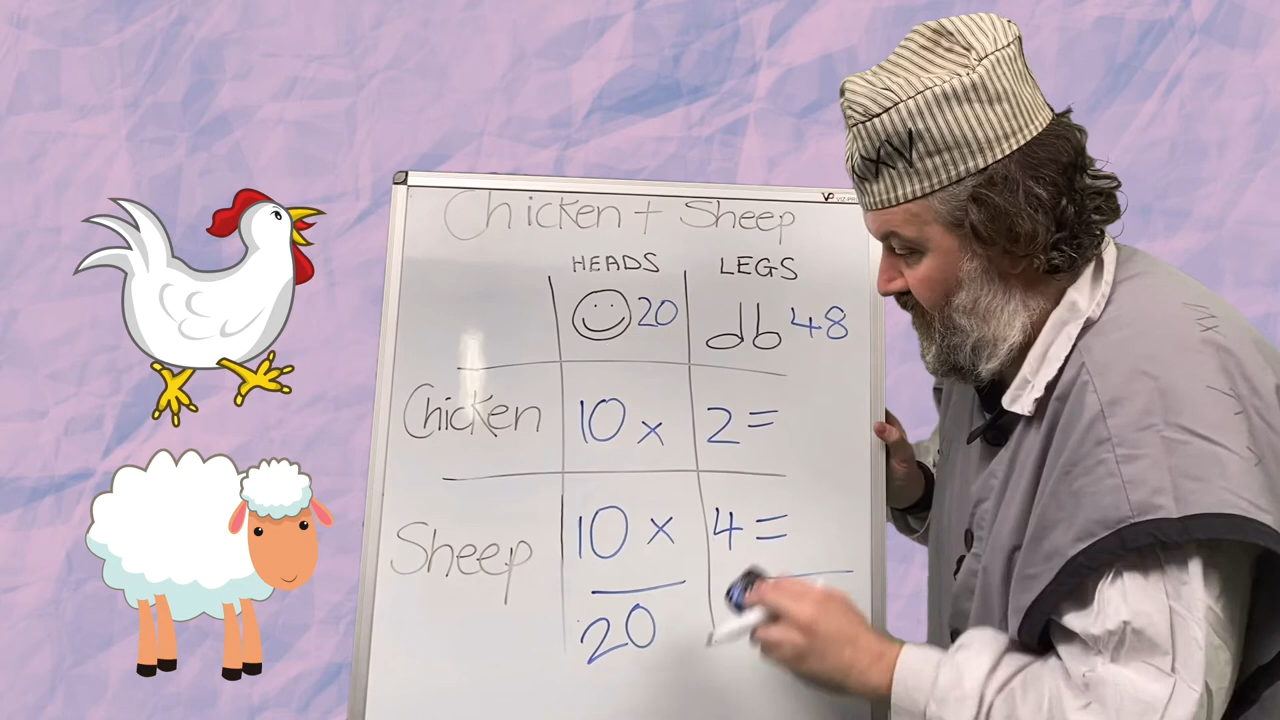 Chicken + Sheep
HEADS LEGS
20 48
Chicken 10 x 2 =
Sheep 10 x 4 =
20